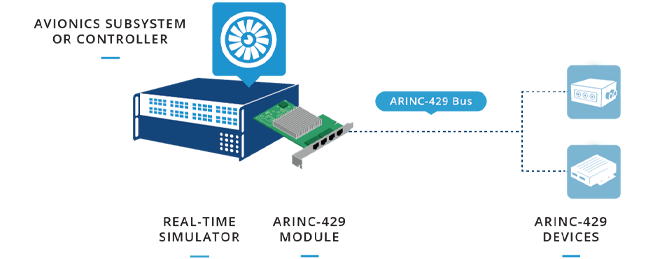 AVIONICS SUBSYSTEM
OR CONTROLLER
ARINC-429 Bus
REAL-TIME
SIMULATOR
ARINC-429
MODULE
ARINC-429
DEVICES